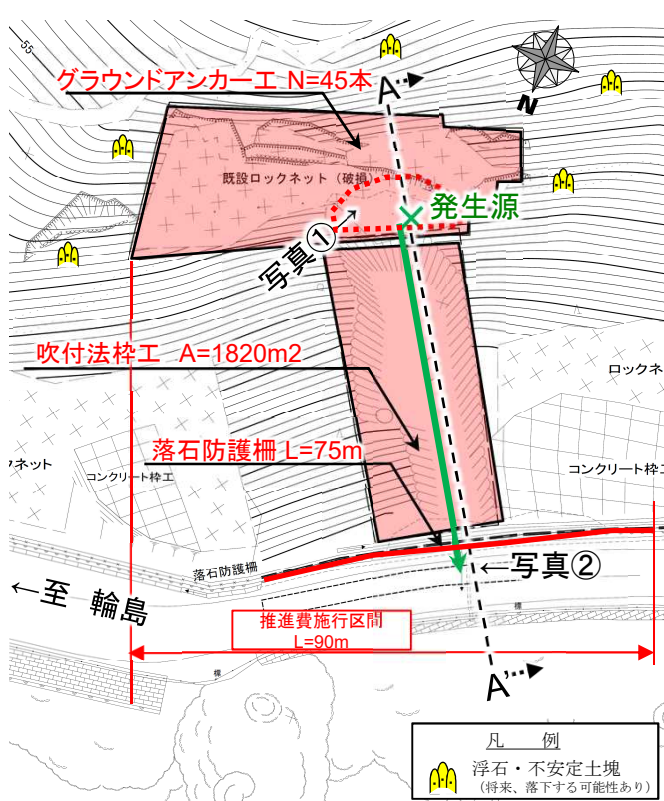 55
グラウンドアンカー工 N=45本
A
N
既設ロックネット（破損）
発生源
写真①
吹付法枠工 A=1820m2
ロックネ
落石防護柵 L=75m
クネット
コンクリート枠工
コンクリート枠工
落石防護柵
←写真②
←至 輪島
標
推進費施行区間
L=90m
標
A'
凡 例
浮石・不安定土塊
（将来、落下する可能性あり）